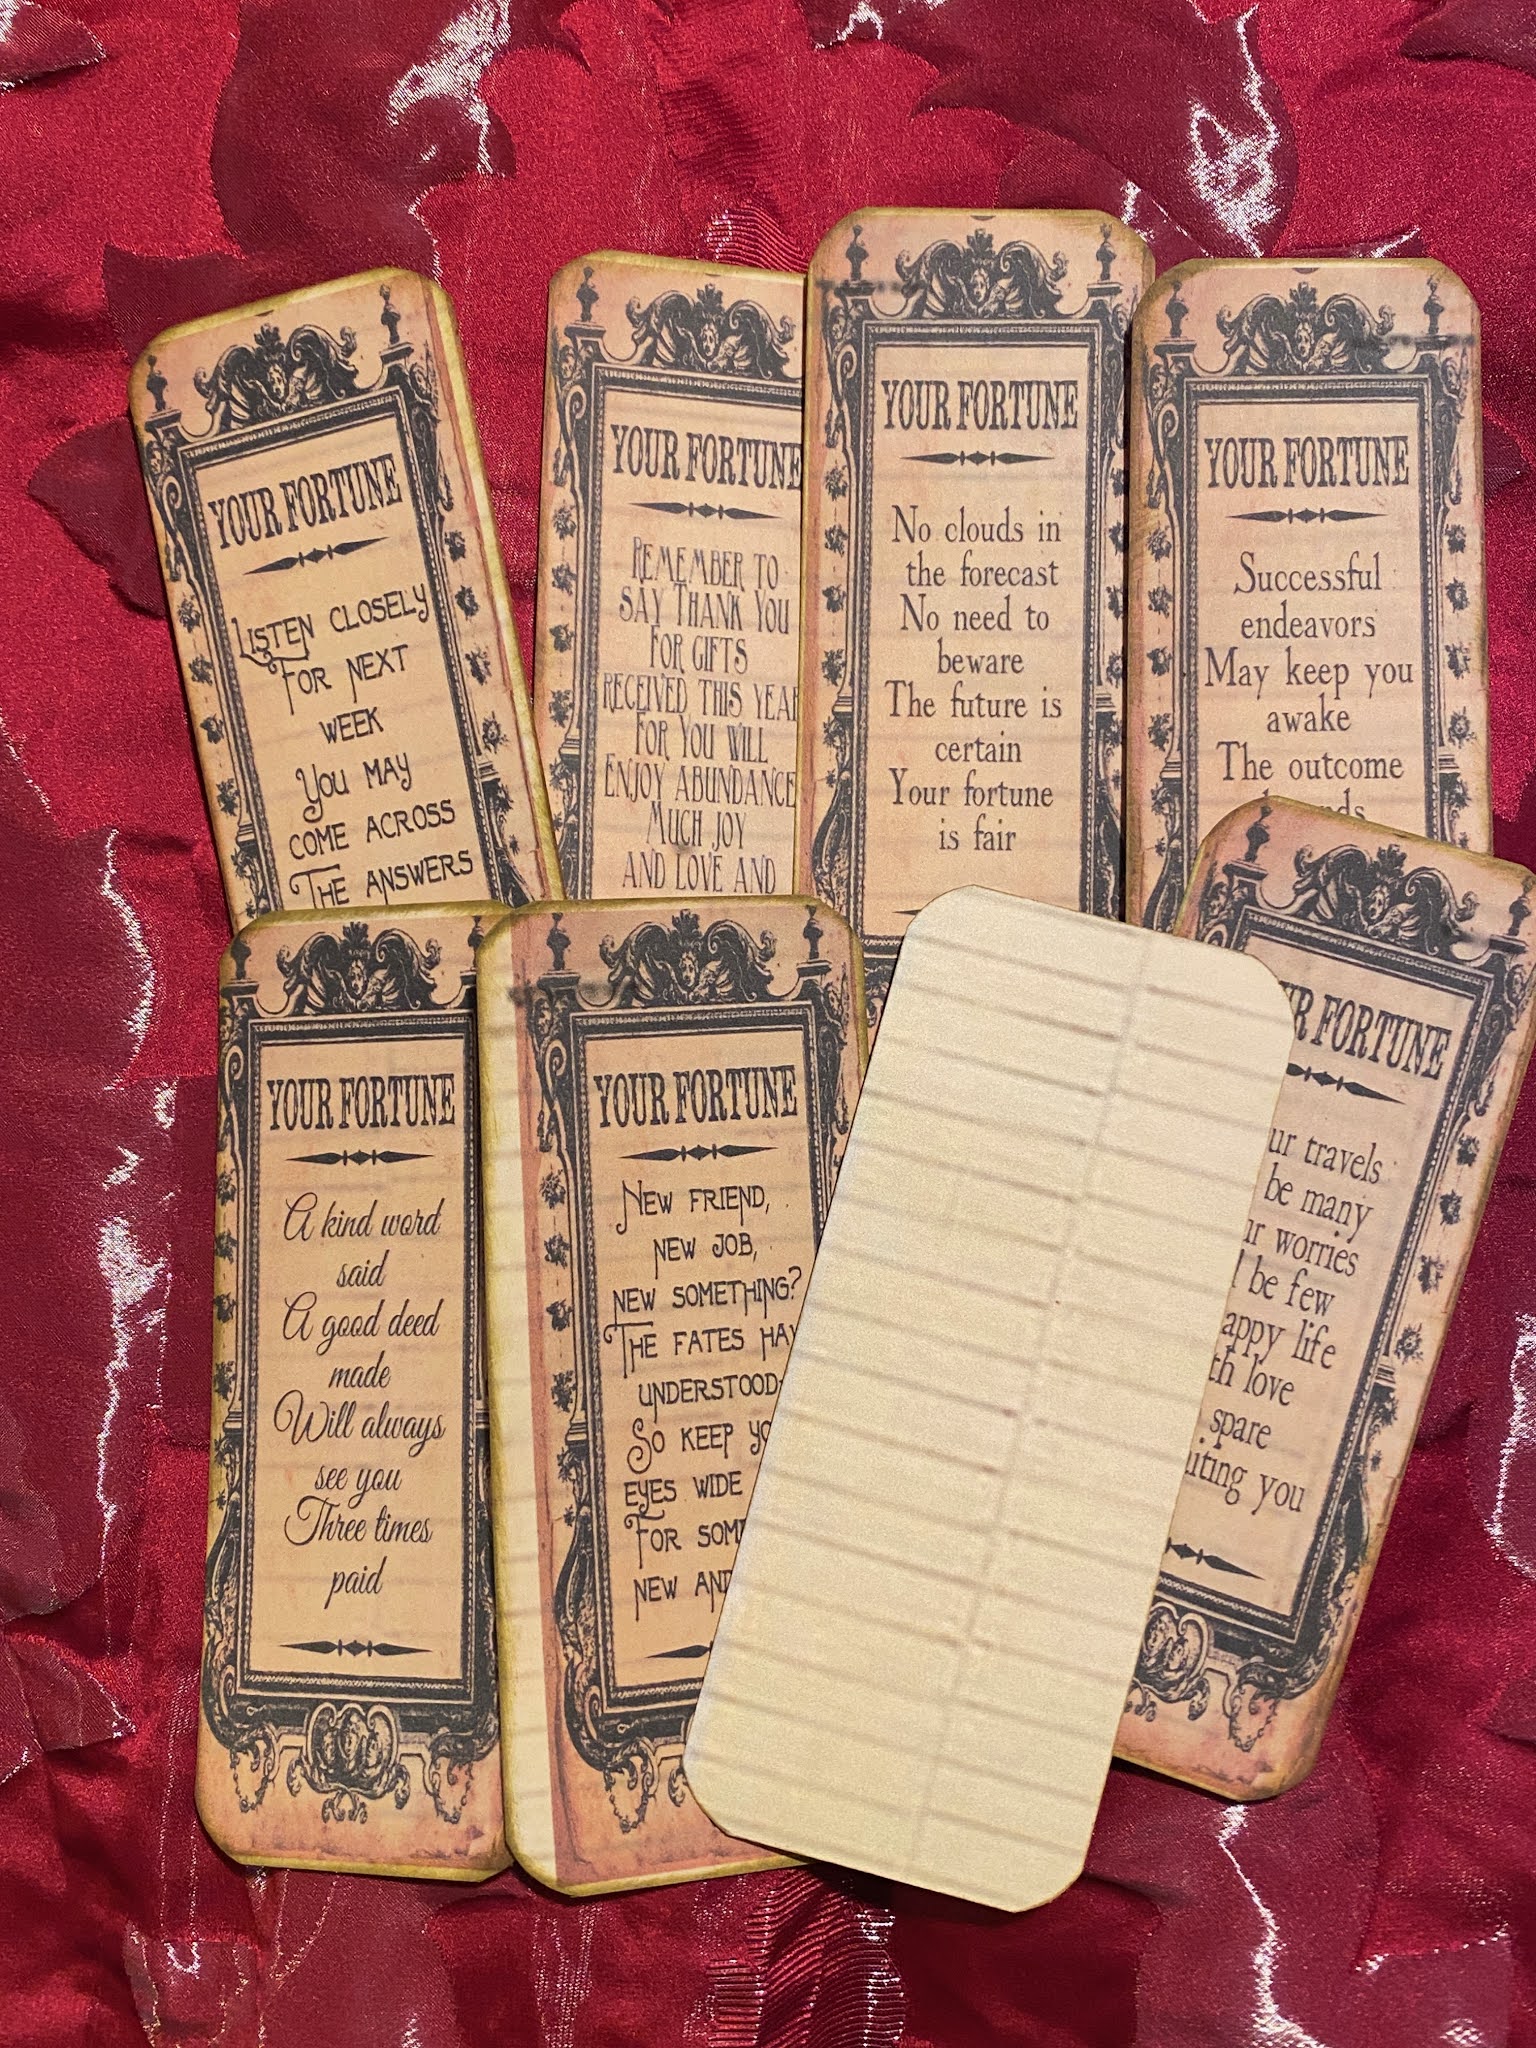 YOUR FORTUNE
LISTEN CLOSELY
FOR NEXT
WEEK
YOU MAY
COME ACROSS
THE ANSWERS
YOUR FORTUNE
REMEMBER TO
SAY THANK YOU
FOR GIFTS
RECEIVED THIS YEAR
FOR YOU WILL
ENJOY ABUNDANCE
MUCH JOY
AND LOVE AND
YOUR FORTUNE
No clouds in
the forecast
No need to
beware
The future is
certain
Your fortune
is fair
YOUR FORTUNE
Successful
endeavors
May keep you
awake
The outcome
YOUR FORTUNE
A kind word
said
A good deed
made
Will always
see you
Three times
paid
YOUR FORTUNE
NEW FRIEND,
NEW JOB,
NEW SOMETHING?
THE FATES HAV
UNDERSTOOD;
SO KEEP YO
EYES WIDE
FOR SOM
NEW AND
UR FORTUNE
ur travels
be many
ur worries
l be few
appy life
th love
spare
iting you